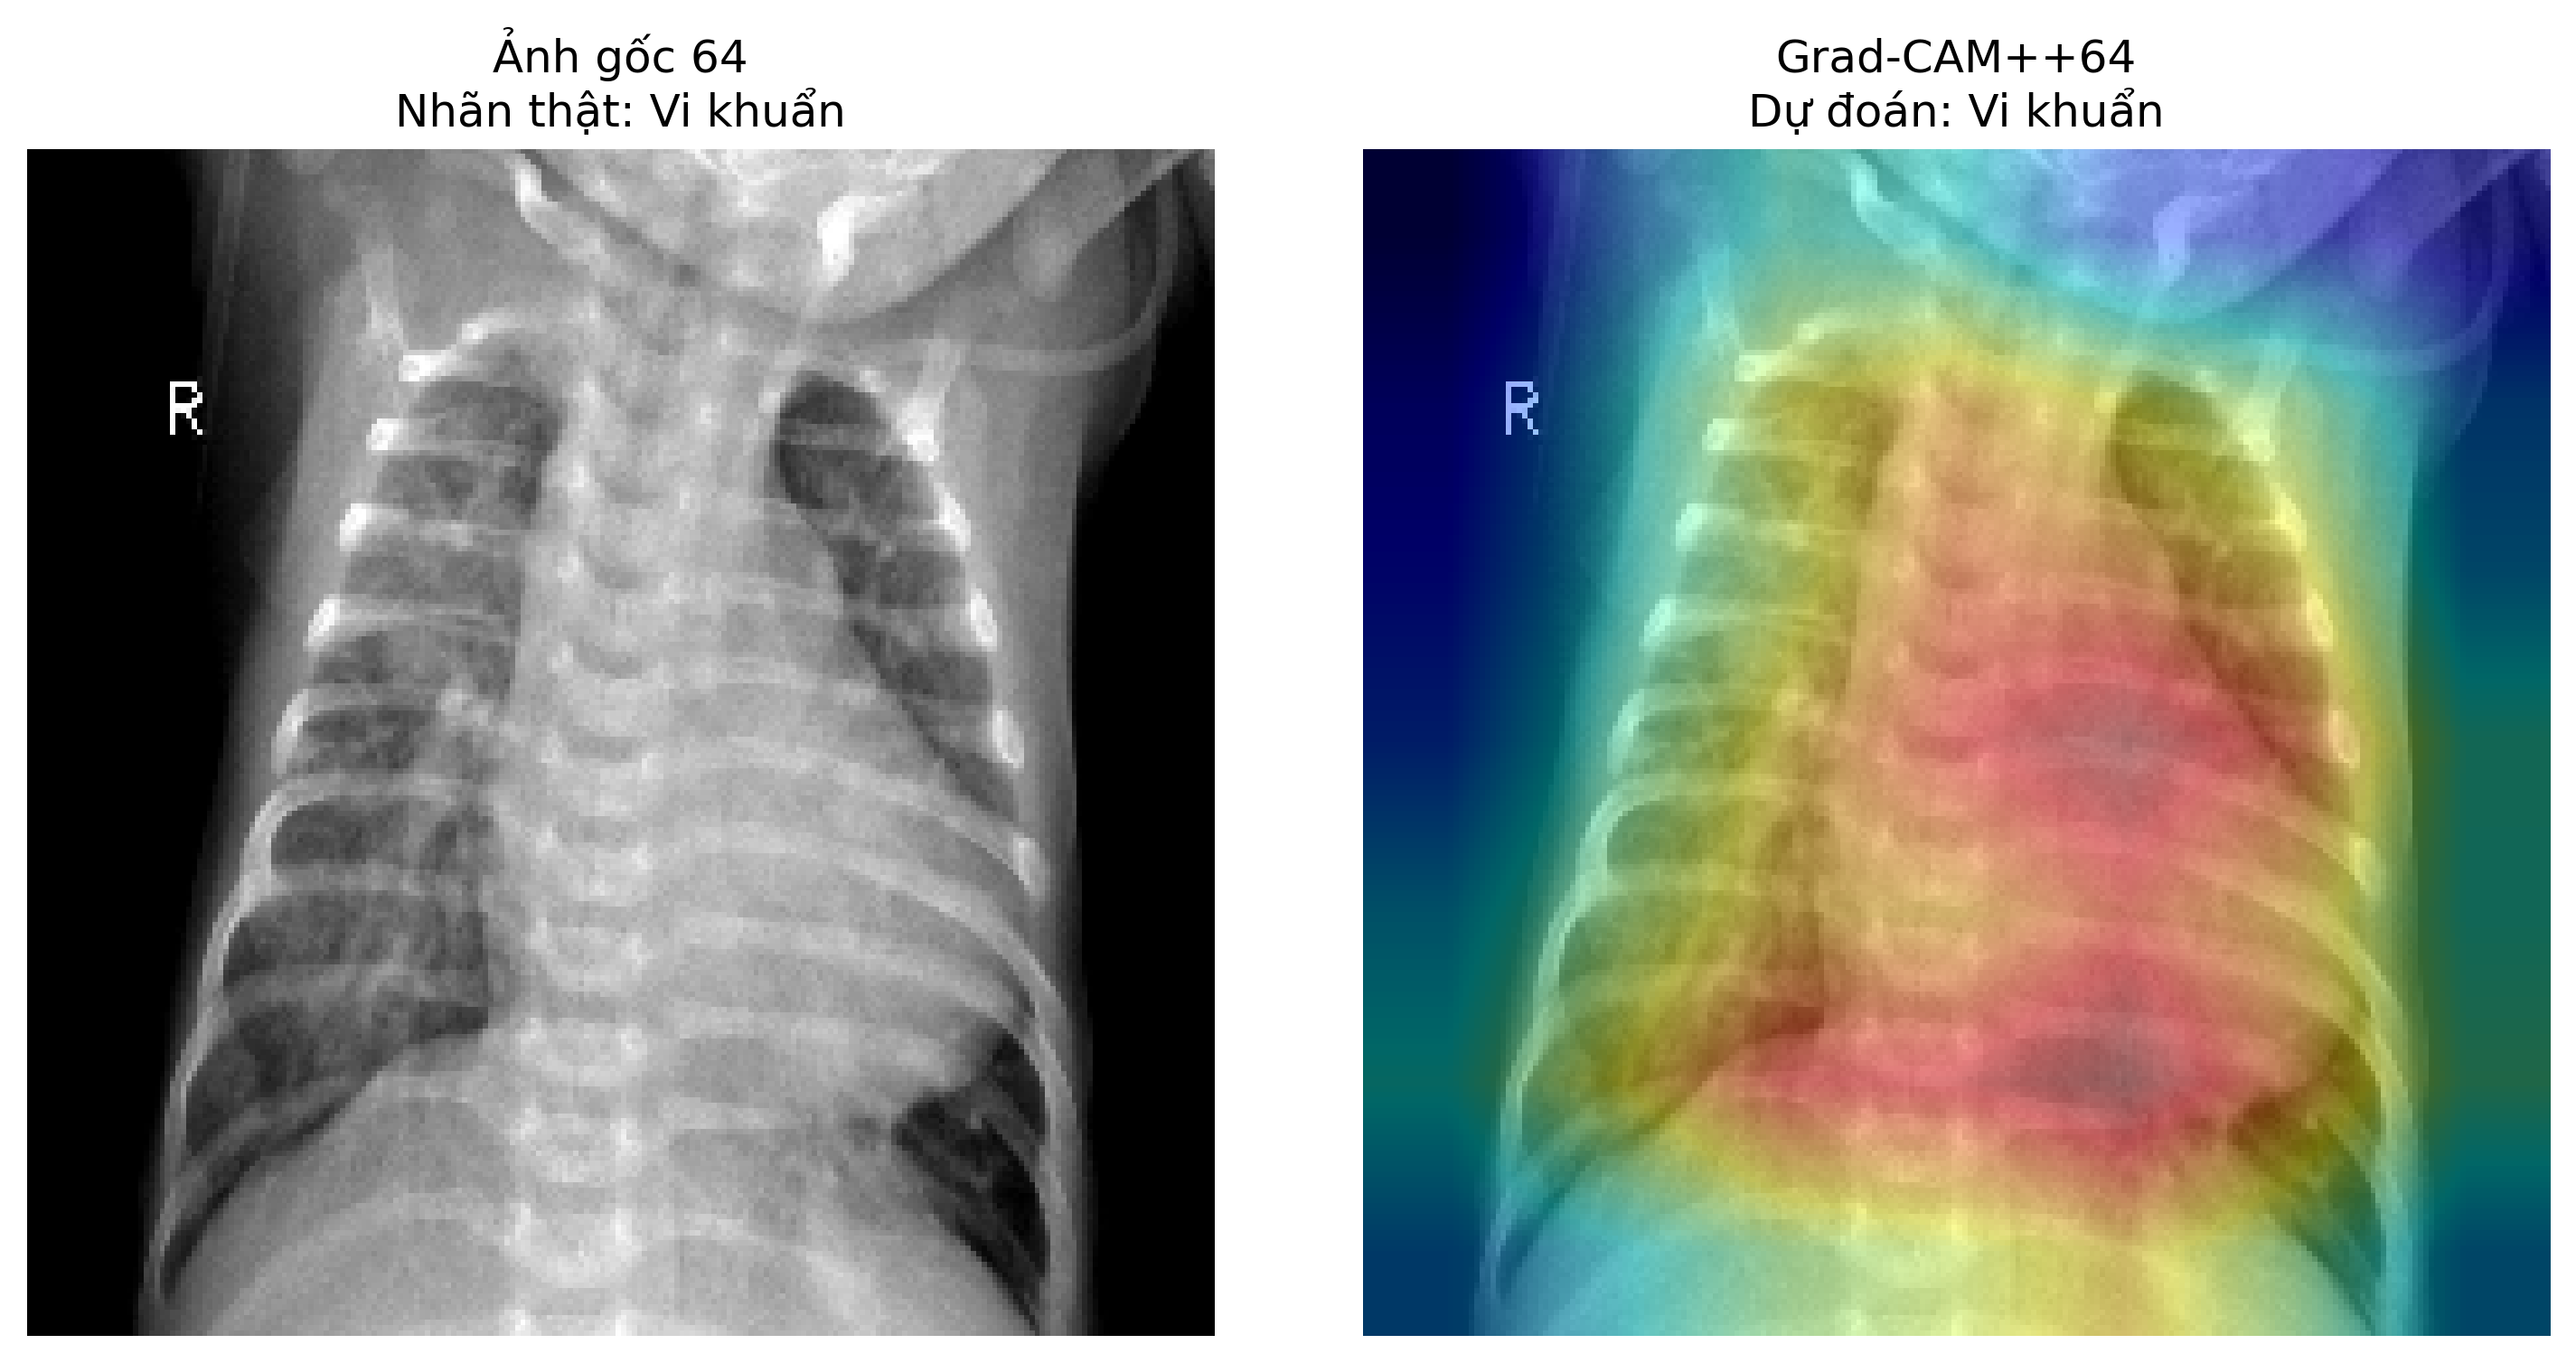 Ảnh gốc 64
Nhãn thật: Vi khuẩn
Grad-CAM++64
Dự đoán: Vi khuẩn
R
R